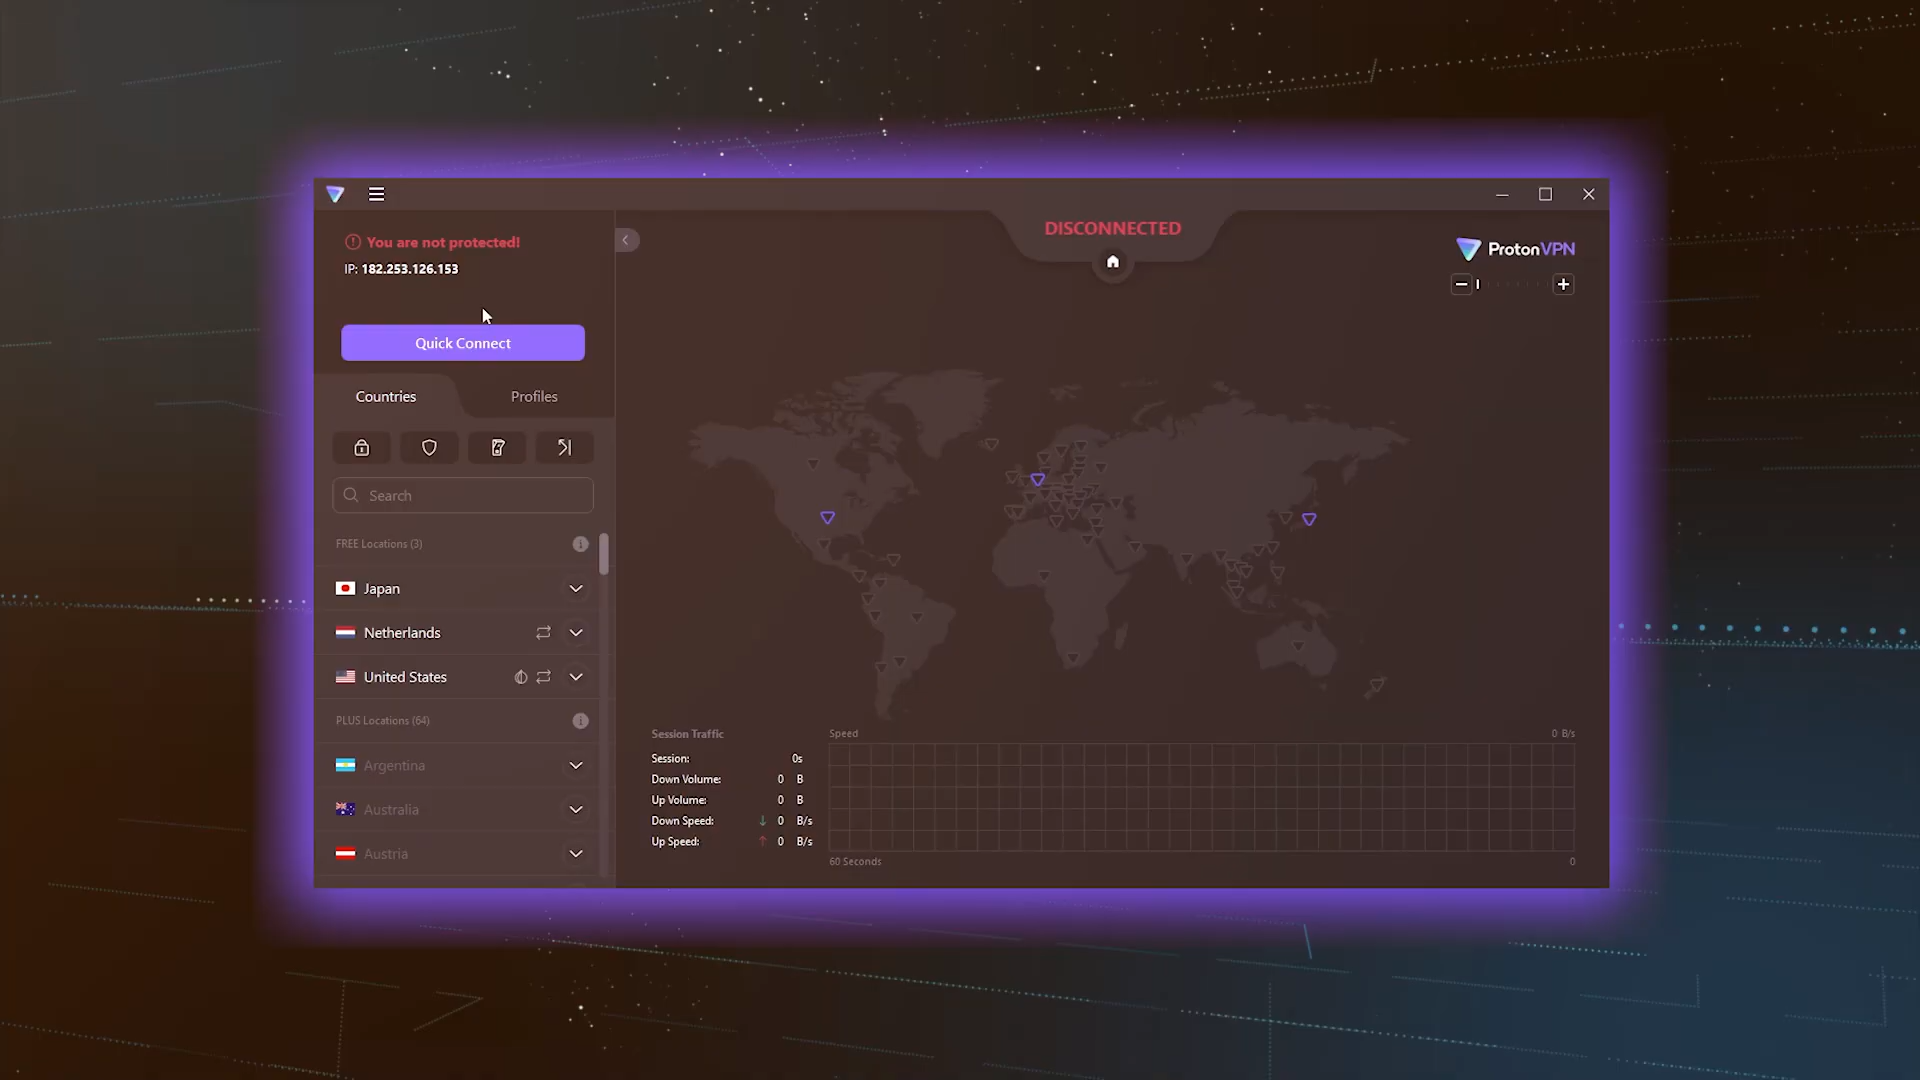 DISCONNECTED
You are not protected!
IP: 182.253.126.153
ProtonVPN
Quick Connect
Countries
Profiles
Search
FREE Locations (3)
Japan
Netherlands
United States
PLUS Locations (64)
Argentina
Australia
Austria
Session Traffic
Session: 0s
Down Volume: 0 B
Up Volume: 0 B
Down Speed: ↓ 0 B/s
Up Speed: ↑ 0 B/s
Speed
0 B/s
60 Seconds
0